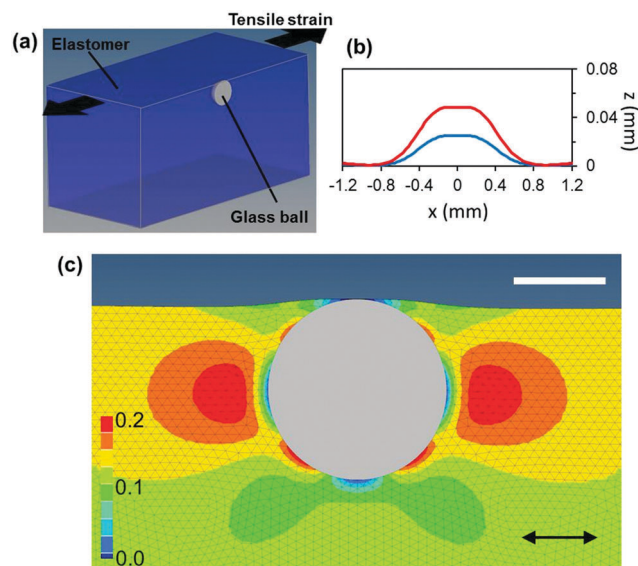 (a)
Tensile strain
Elastomer
Glass ball
(b)
0.08
0.04
0
z (mm)
-1.2 -0.8 -0.4 0 0.4 0.8 1.2
x (mm)
(c)
0.2
0.1
0.0